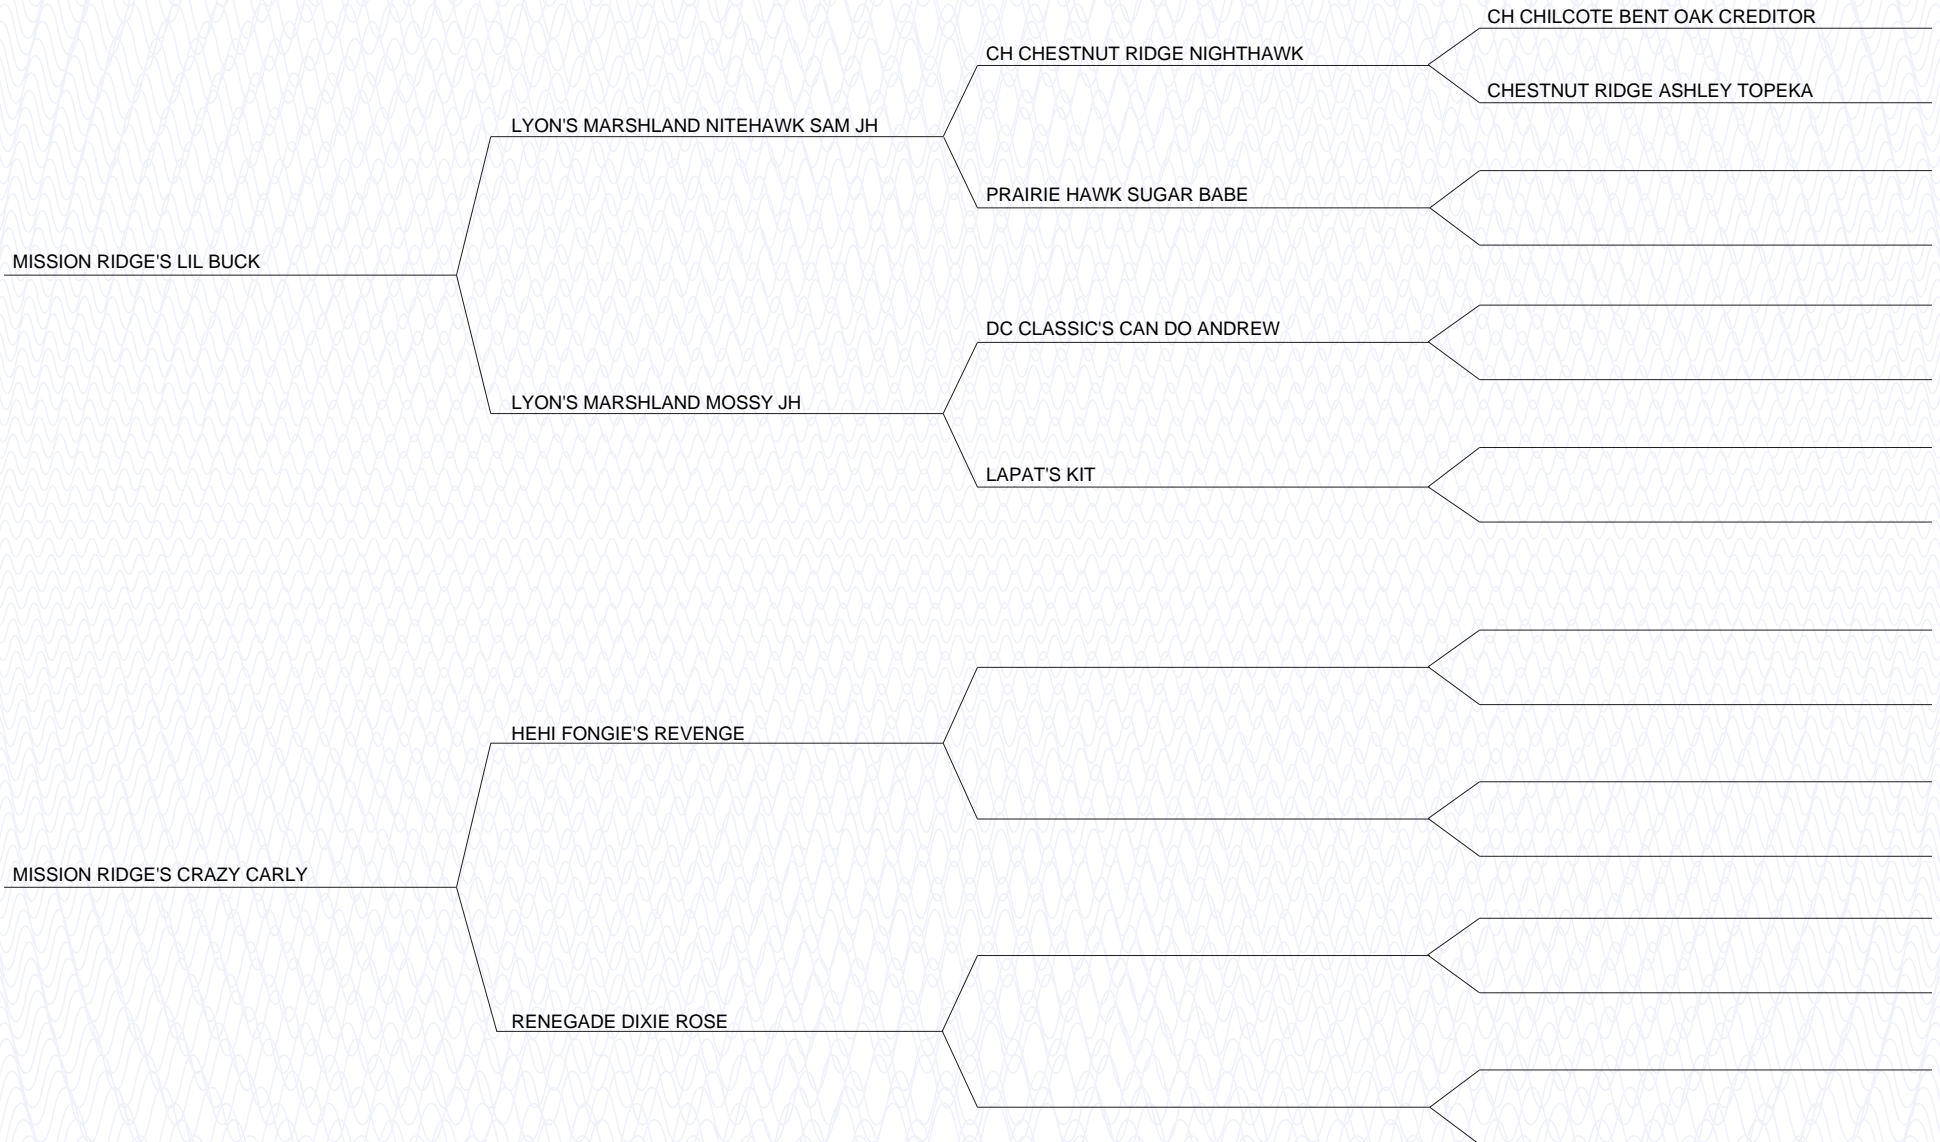 CH CHILCOTE BENT OAK CREDITOR
CH CHESTNUT RIDGE NIGHTHAWK
CHESTNUT RIDGE ASHLEY TOPEKA
LYON'S MARSHLAND NITEHAWK SAM JH
PRAIRIE HAWK SUGAR BABE
MISSION RIDGE'S LIL BUCK
DC CLASSIC'S CAN DO ANDREW
LYON'S MARSHLAND MOSSY JH
LAPAT'S KIT
HEHI FONGIE'S REVENGE
MISSION RIDGE'S CRAZY CARLY
RENEGADE DIXIE ROSE